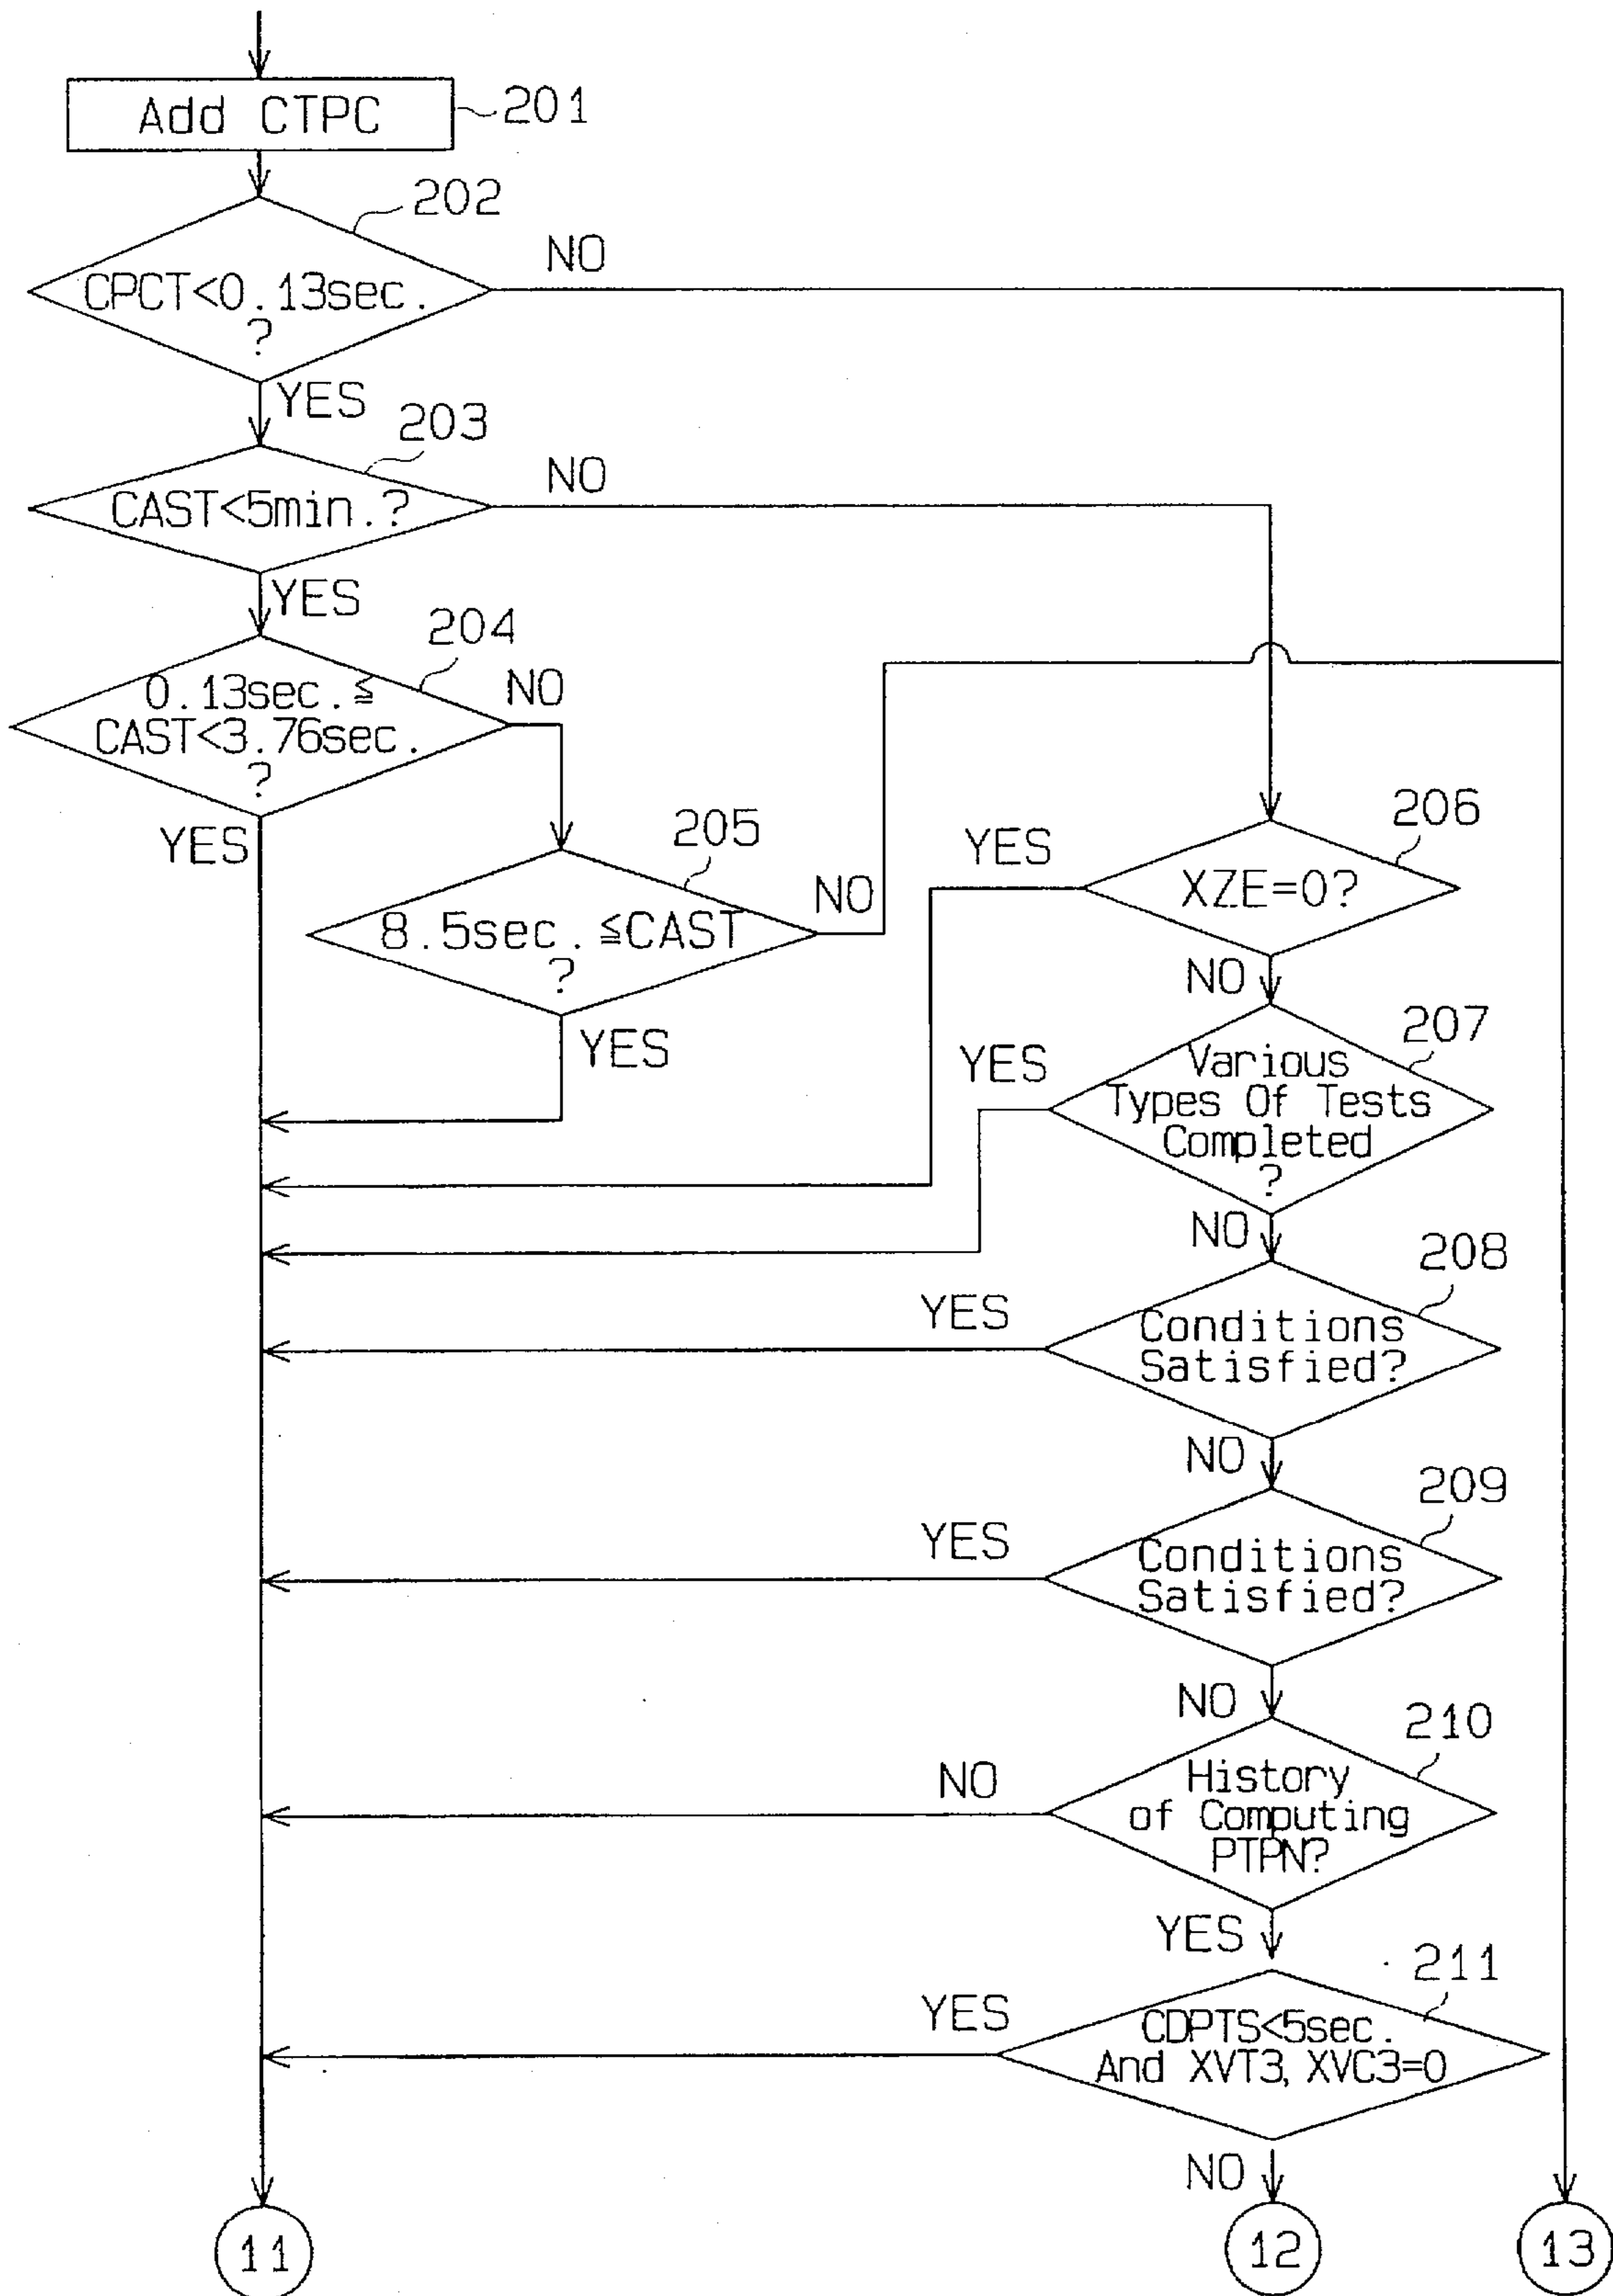 Add CTPC
201
202
CPCT<0.13sec.
?
NO
YES
203
CAST<5min.?
NO
YES
204
0.13sec.≦
CAST<3.76sec.
?
NO
YES
205
8.5sec.≦CAST
?
NO
YES
206
YES
XZE=0?
NO
207
YES
Various
Types Of Tests
Completed
?
NO
208
YES
Conditions
Satisfied?
NO
209
YES
Conditions
Satisfied?
NO
210
NO
History
of Computing
PTPN?
YES
211
YES
CDPTS<5sec.
And XVT3, XVC3=0
NO
11
12
13